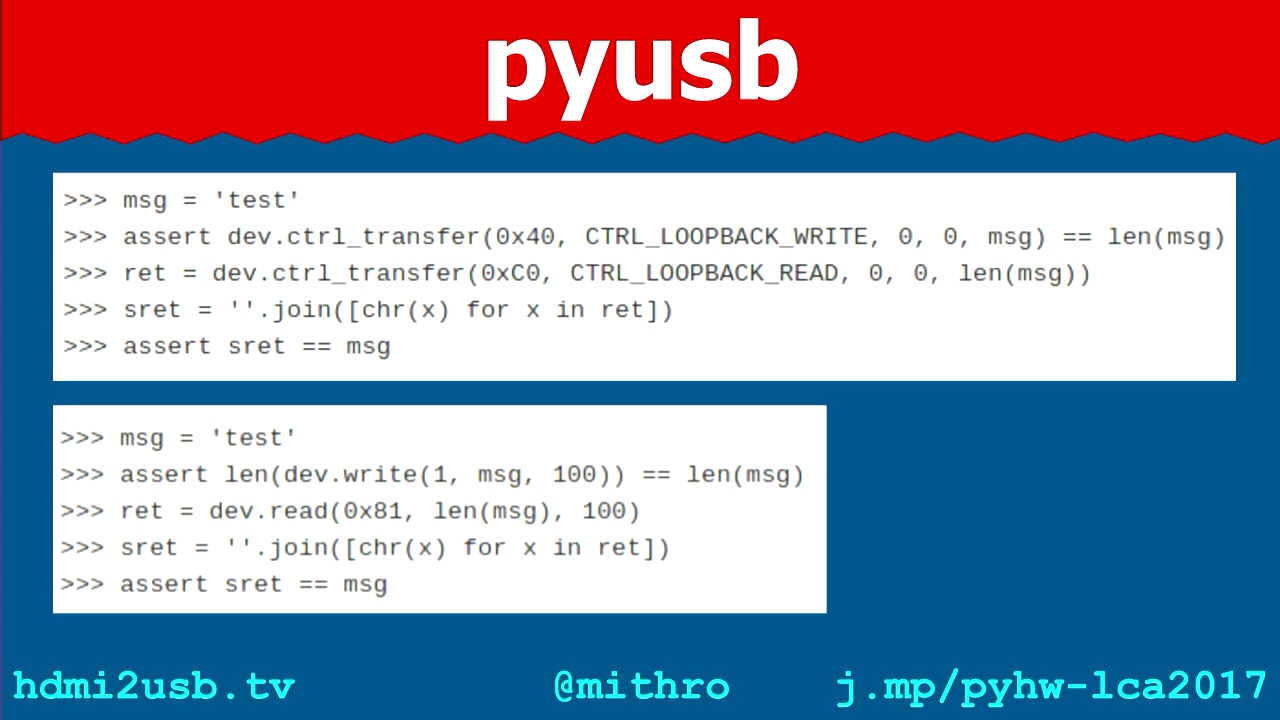 pyusb
>>> msg = 'test'
>>> assert dev.ctrl_transfer(0x40, CTRL_LOOPBACK_WRITE, 0, 0, msg) == len(msg)
>>> ret = dev.ctrl_transfer(0xC0, CTRL_LOOPBACK_READ, 0, 0, len(msg))
>>> sret = ''.join([chr(x) for x in ret])
>>> assert sret == msg
>>> msg = 'test'
>>> assert len(dev.write(1, msg, 100)) == len(msg)
>>> ret = dev.read(0x81, len(msg), 100)
>>> sret = ''.join([chr(x) for x in ret])
>>> assert sret == msg
hdmi2usb.tv @mithro j.mp/pyhw-lca2017